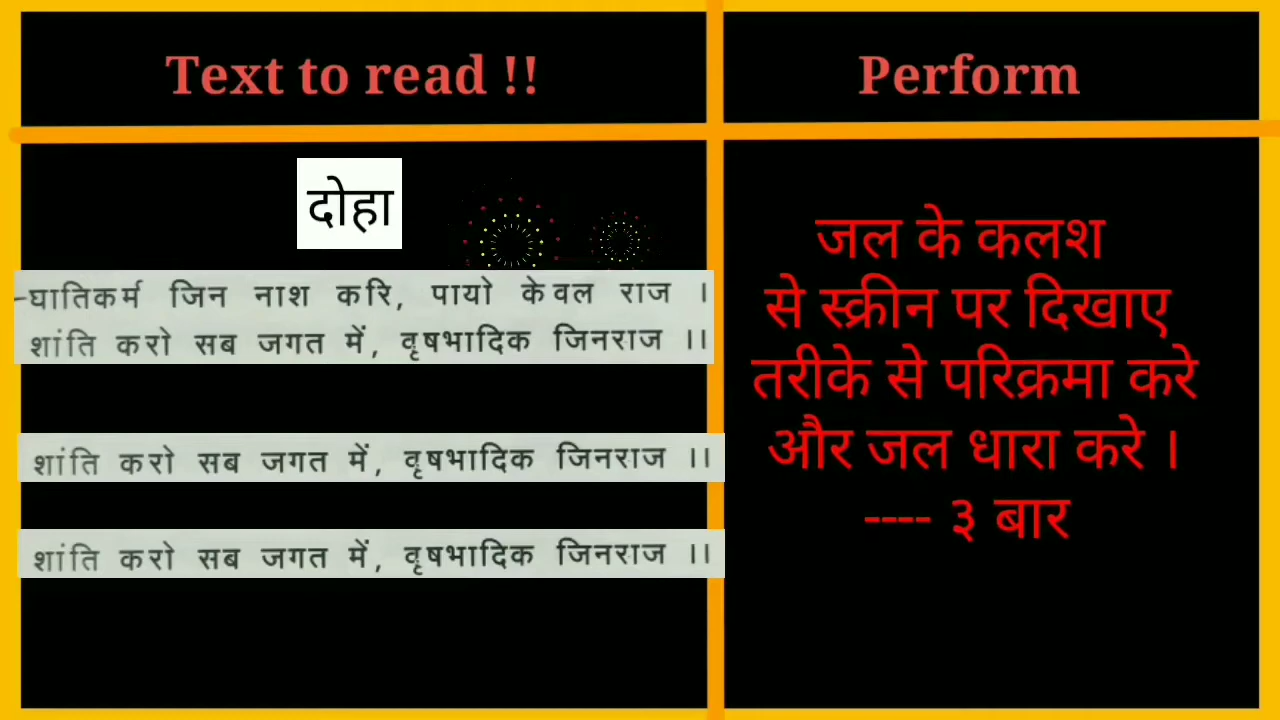 Text to read !!
Perform
दोहा
-घातिकर्म जिन नाश करि, पायो केवल राज ।
शांति करो सब जगत में, वृषभादिक जिनराज ।।
शांति करो सब जगत में, वृषभादिक जिनराज ।।
शांति करो सब जगत में, वृषभादिक जिनराज ।।
जल के कलश
से स्क्रीन पर दिखाए
तरीके से परिक्रमा करे
और जल धारा करे ।
---- ३ बार